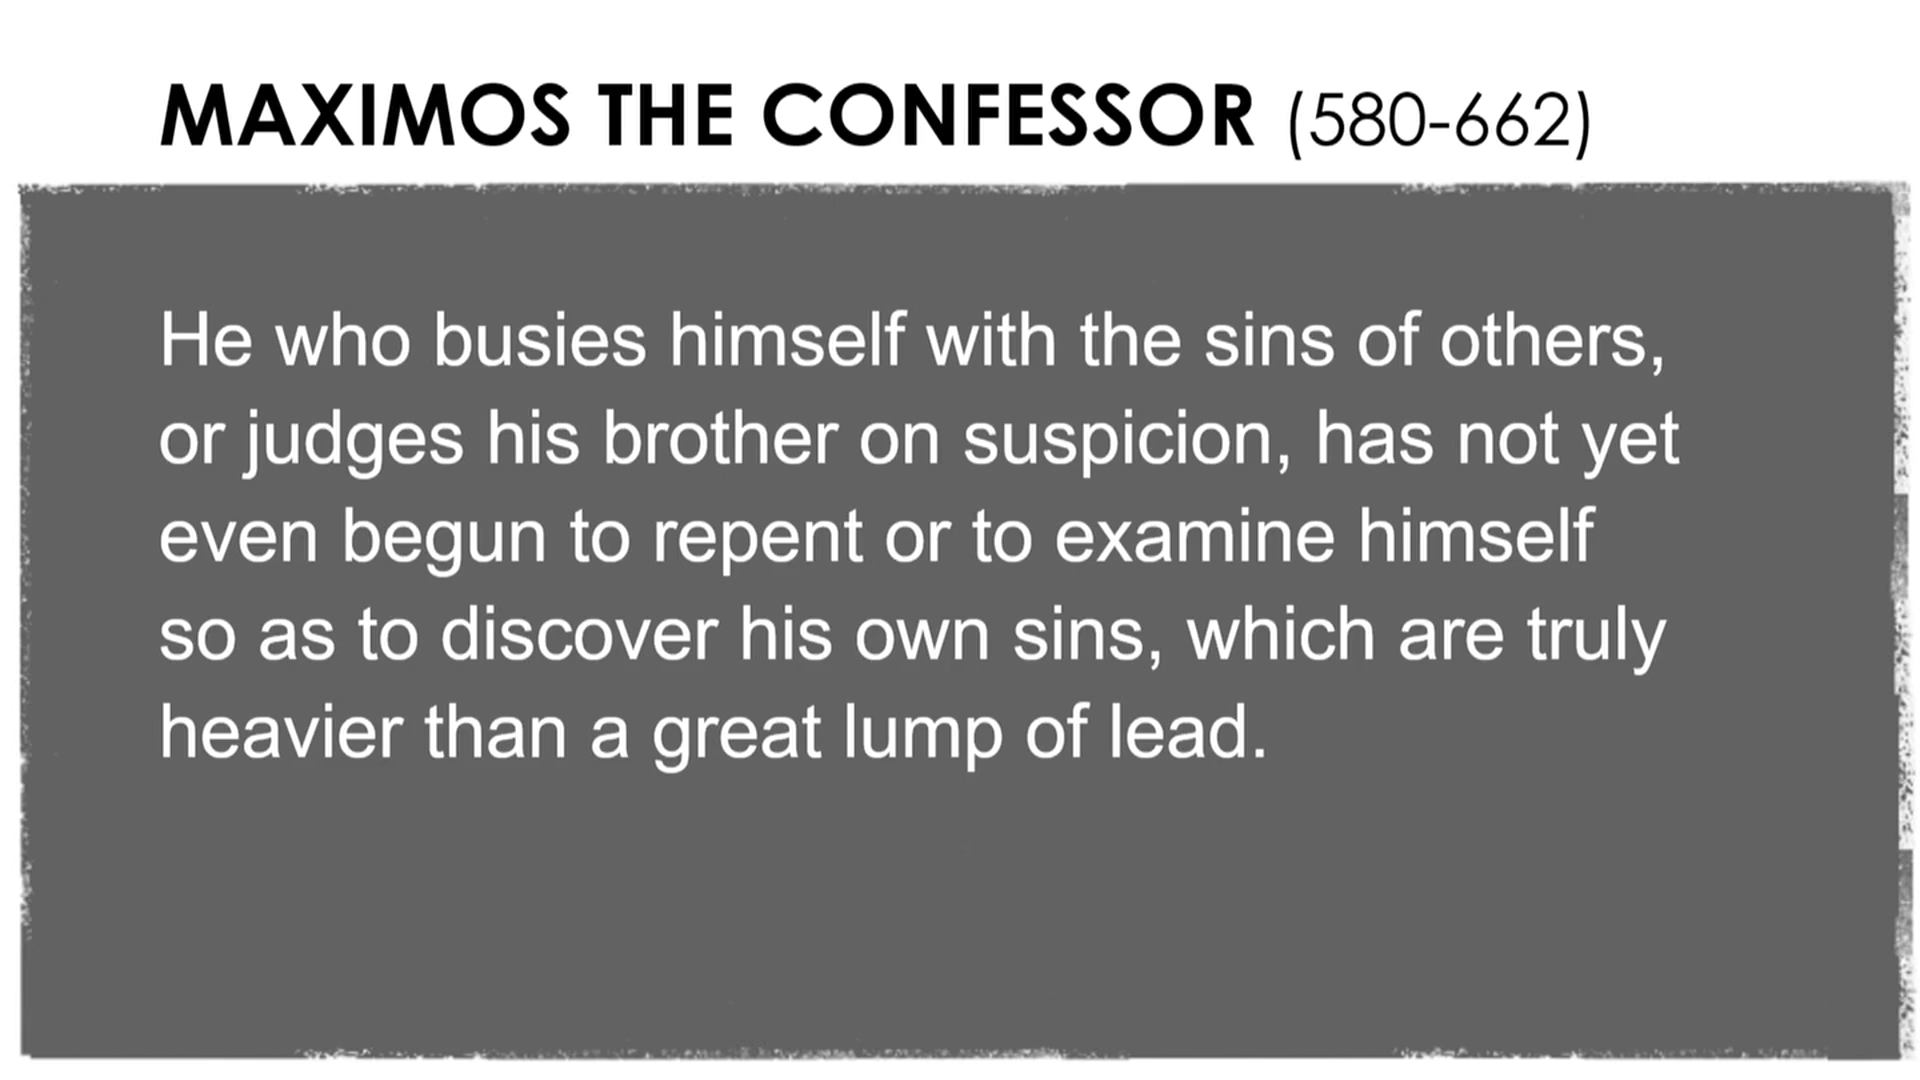 MAXIMOS THE CONFESSOR (580-662)
He who busies himself with the sins of others,
or judges his brother on suspicion, has not yet
even begun to repent or to examine himself
so as to discover his own sins, which are truly
heavier than a great lump of lead.